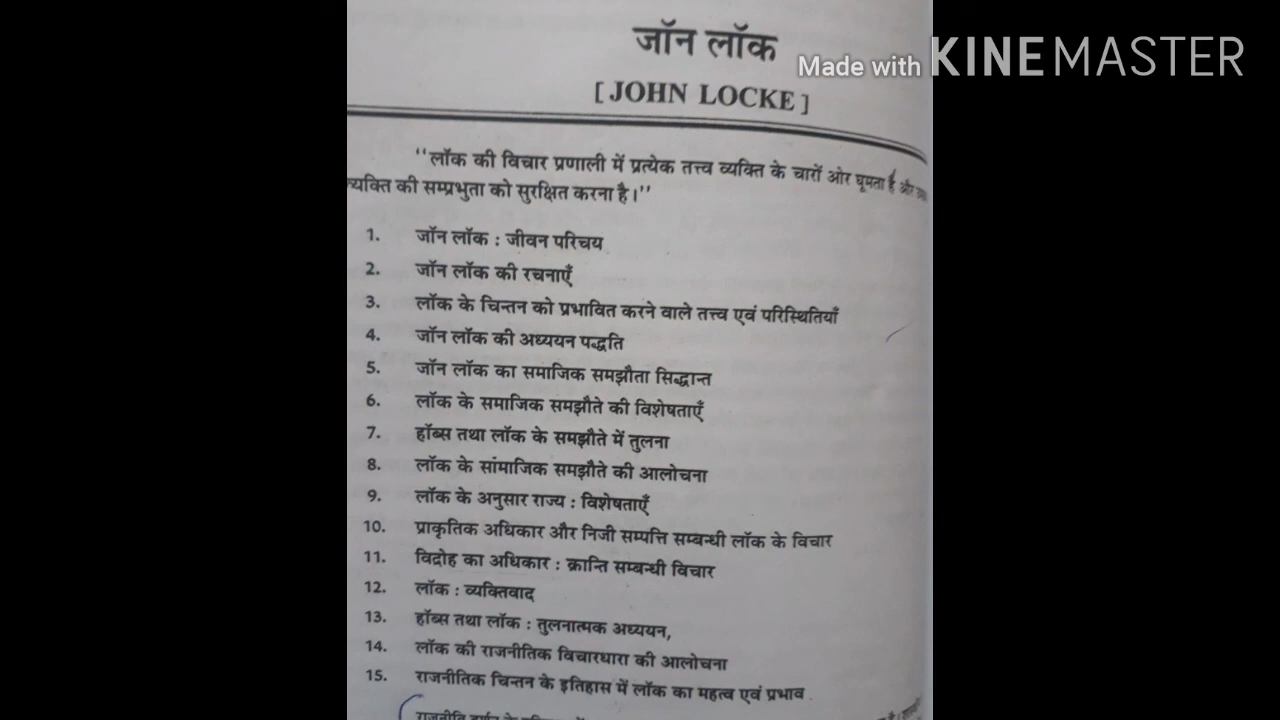 जॉन लॉक
Made with KINEMASTER
[ JOHN LOCKE ]
‘‘लॉक की विचार प्रणाली में प्रत्येक तत्त्व व्यक्ति के चारों ओर घूमता है और
व्यक्ति की सम्प्रभुता को सुरक्षित करना है।’’
1. जॉन लॉक : जीवन परिचय
2. जॉन लॉक की रचनाएँ
3. लॉक के चिन्तन को प्रभावित करने वाले तत्त्व एवं परिस्थितियाँ
4. जॉन लॉक की अध्ययन पद्धति
5. जॉन लॉक का समाजिक समझौता सिद्धान्त
6. लॉक के समाजिक समझौते की विशेषताएँ
7. हॉब्स तथा लॉक के समझौते में तुलना
8. लॉक के सांमाजिक समझौते की आलोचना
9. लॉक के अनुसार राज्य : विशेषताएँ
10. प्राकृतिक अधिकार और निजी सम्पत्ति सम्बन्धी लॉक के विचार
11. विद्रोह का अधिकार : क्रान्ति सम्बन्धी विचार
12. लॉक : व्यक्तिवाद
13. हॉब्स तथा लॉक : तुलनात्मक अध्ययन,
14. लॉक की राजनीतिक विचारधारा की आलोचना
15. राजनीतिक चिन्तन के इतिहास में लॉक का महत्व एवं प्रभाव